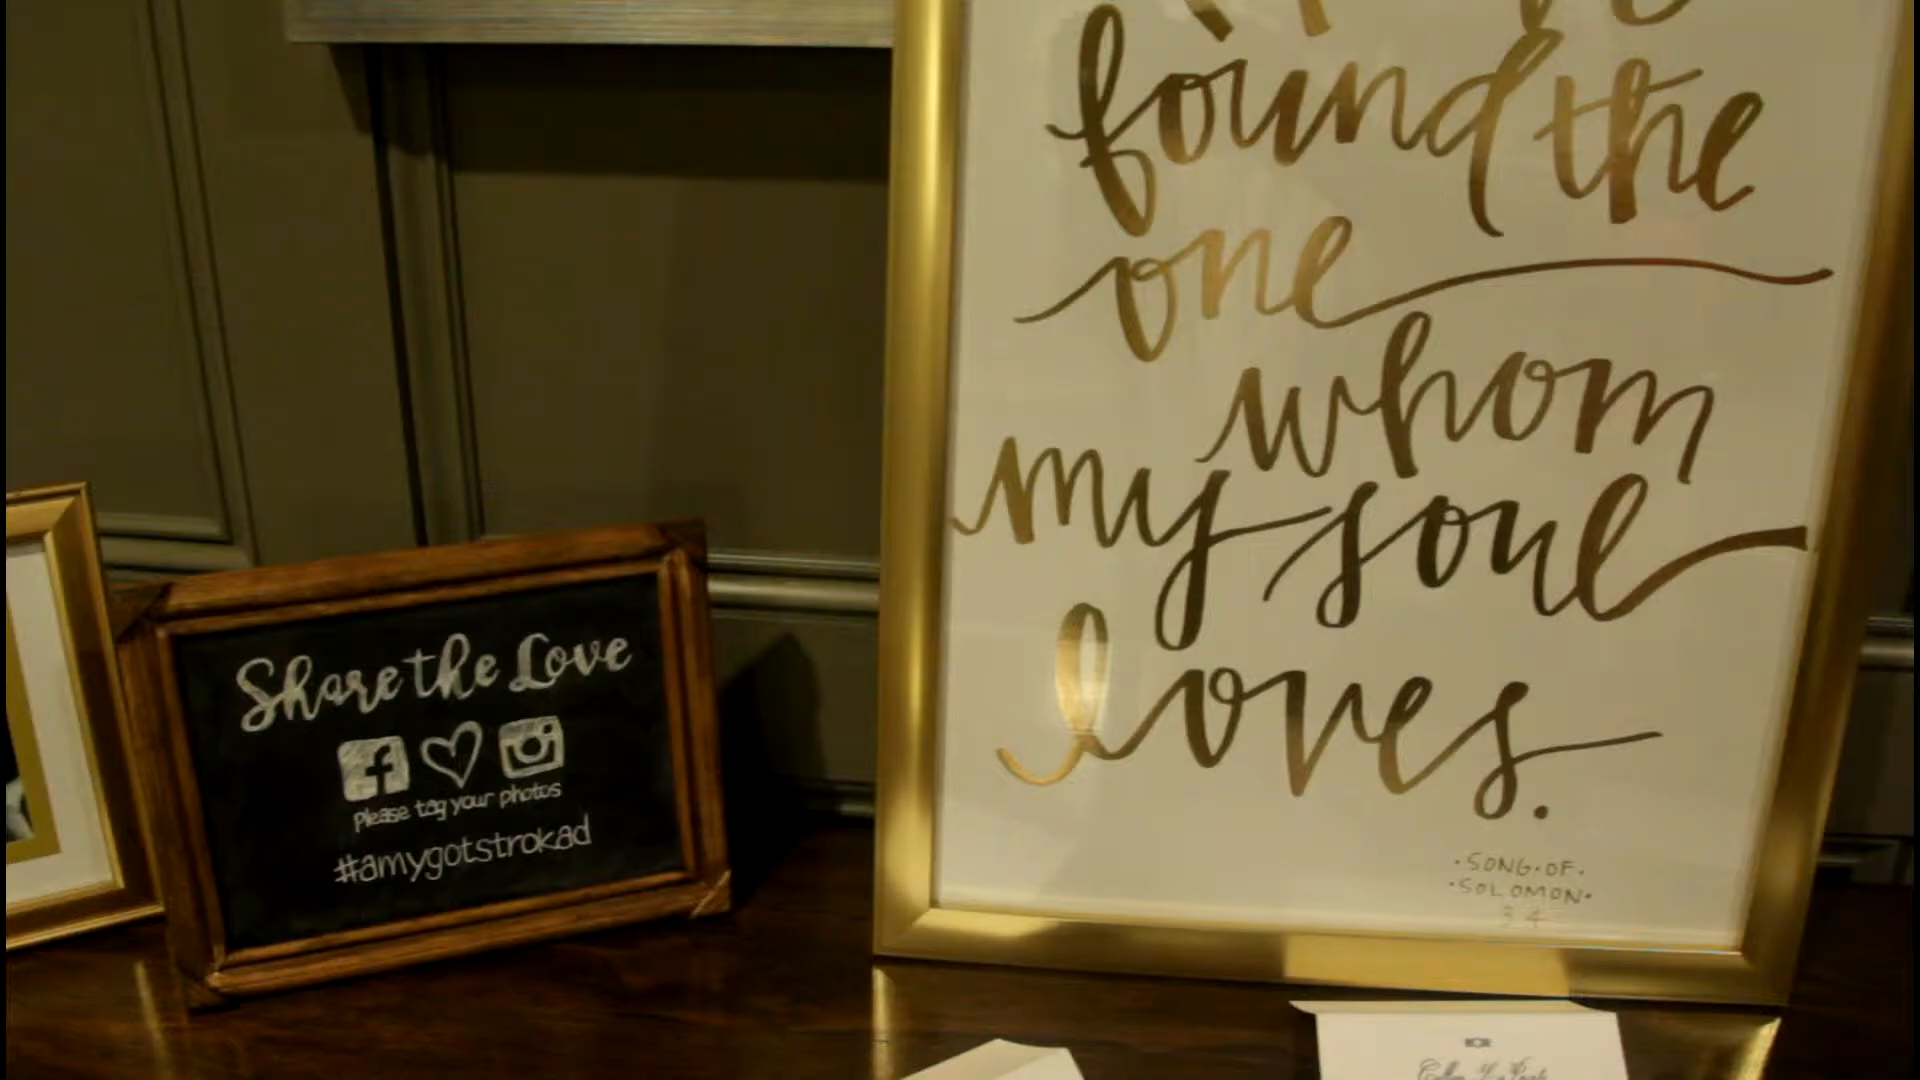 found the
one
whom
my soul
loves.
·SONG·OF·
·SOLOMON·
3 4
Share the Love
please tag your photos
#amygotstrokad